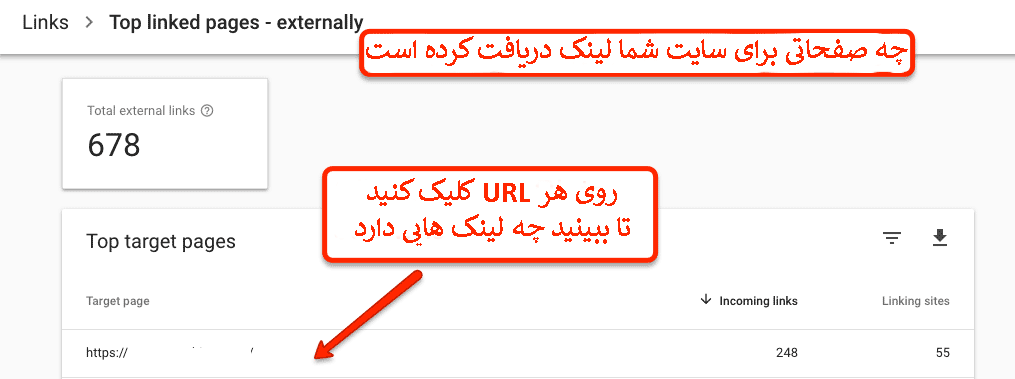 Links > Top linked pages - externally
چه صفحاتی برای سایت شما لینک دریافت کرده است
Total external links
678
روی هر URL کلیک کنید
تا ببینید چه لینک هایی دارد
Top target pages
Target page Incoming links Linking sites
https:// / 248 55